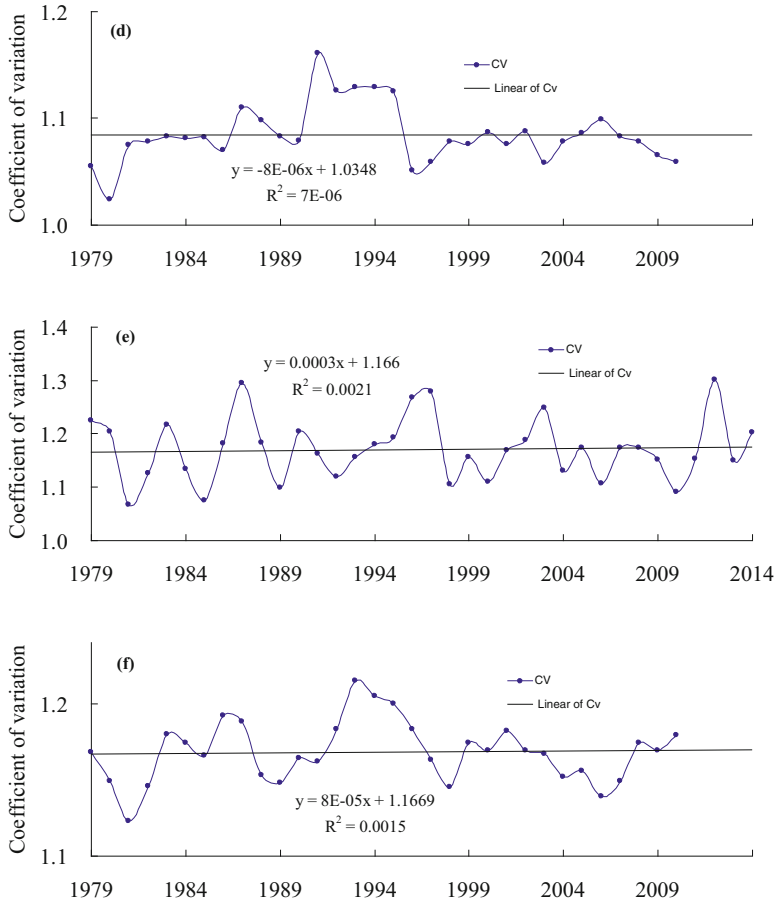 Coefficient of variation
1.2
1.1
1.0
(d)
CV
Linear of Cv
y = -8E-06x + 1.0348
R² = 7E-06
1979 1984 1989 1994 1999 2004 2009
Coefficient of variation
1.4
1.3
1.2
1.1
1.0
(e)
y = 0.0003x + 1.166
R² = 0.0021
CV
Linear of Cv
1979 1984 1989 1994 1999 2004 2009 2014
Coefficient of variation
1.2
1.1
(f)
CV
Linear of Cv
y = 8E-05x + 1.1669
R² = 0.0015
1979 1984 1989 1994 1999 2004 2009